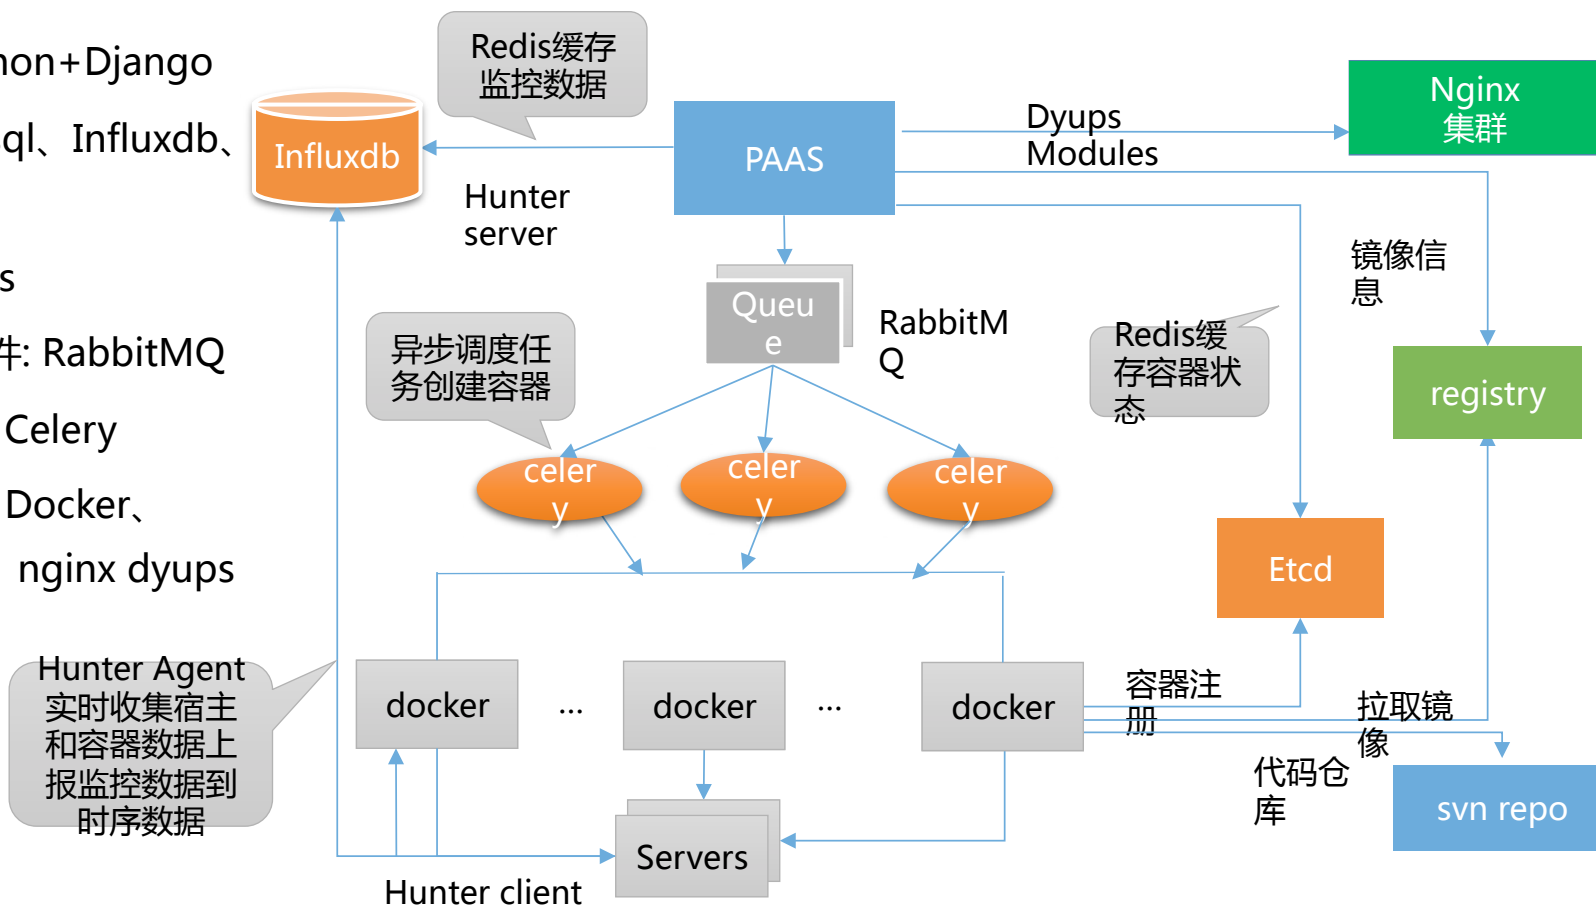 non+Django
sql、Influxdb、
s
件: RabbitMQ
Celery
Docker、
nginx dyups
Redis缓存
监控数据
Influxdb
Hunter
server
PAAS
Dyups
Modules
Nginx
集群
镜像信
息
Queu
e
RabbitM
Q
异步调度任
务创建容器
Redis缓
存容器状
态
registry
celer
y
celer
y
celer
y
Etcd
Hunter Agent
实时收集宿主
和容器数据上
报监控数据到
时序数据
docker
...
docker
...
docker
容器注
册
拉取镜
像
代码仓
库
svn repo
Servers
Hunter client